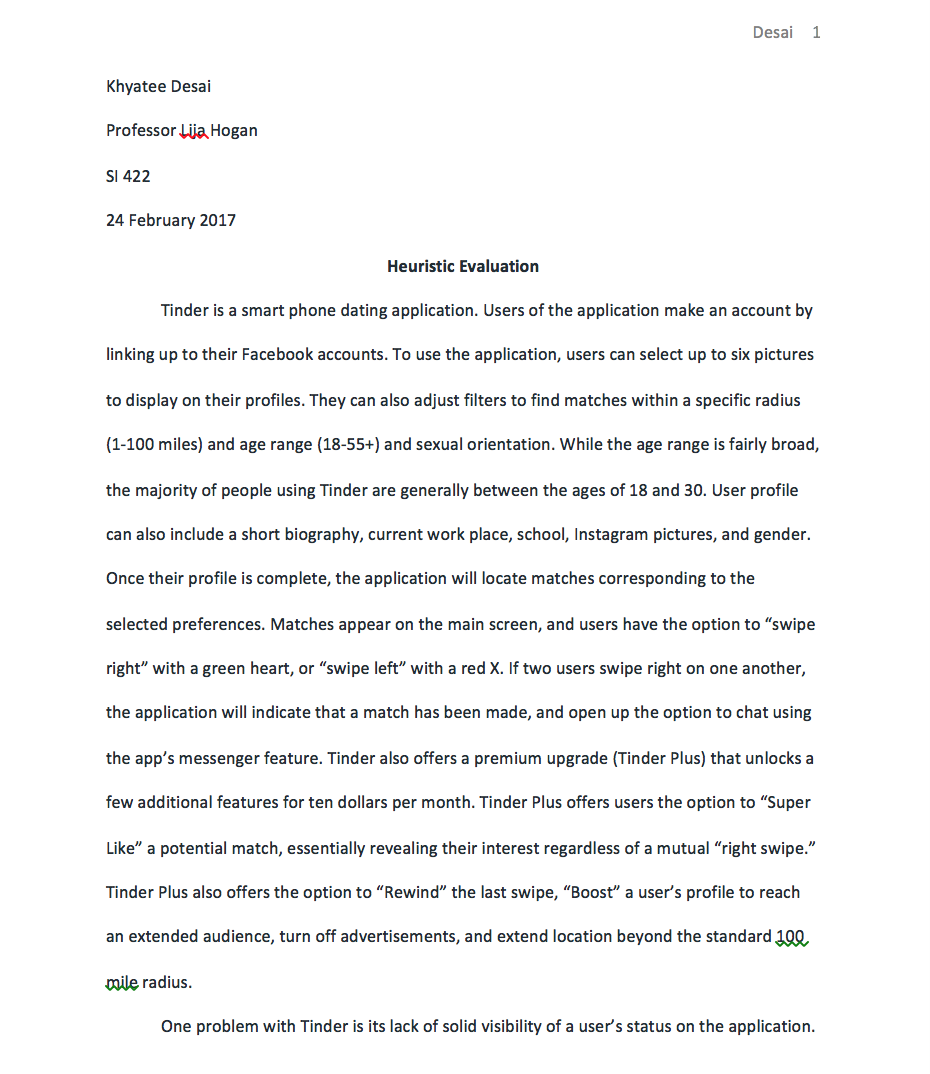 Desai 1
Khyatee Desai
Professor Lija Hogan
SI 422
24 February 2017
Heuristic Evaluation
Tinder is a smart phone dating application. Users of the application make an account by
linking up to their Facebook accounts. To use the application, users can select up to six pictures
to display on their profiles. They can also adjust filters to find matches within a specific radius
(1-100 miles) and age range (18-55+) and sexual orientation. While the age range is fairly broad,
the majority of people using Tinder are generally between the ages of 18 and 30. User profile
can also include a short biography, current work place, school, Instagram pictures, and gender.
Once their profile is complete, the application will locate matches corresponding to the
selected preferences. Matches appear on the main screen, and users have the option to “swipe
right” with a green heart, or “swipe left” with a red X. If two users swipe right on one another,
the application will indicate that a match has been made, and open up the option to chat using
the app’s messenger feature. Tinder also offers a premium upgrade (Tinder Plus) that unlocks a
few additional features for ten dollars per month. Tinder Plus offers users the option to “Super
Like” a potential match, essentially revealing their interest regardless of a mutual “right swipe.”
Tinder Plus also offers the option to “Rewind” the last swipe, “Boost” a user’s profile to reach
an extended audience, turn off advertisements, and extend location beyond the standard 100
mile radius.
One problem with Tinder is its lack of solid visibility of a user’s status on the application.